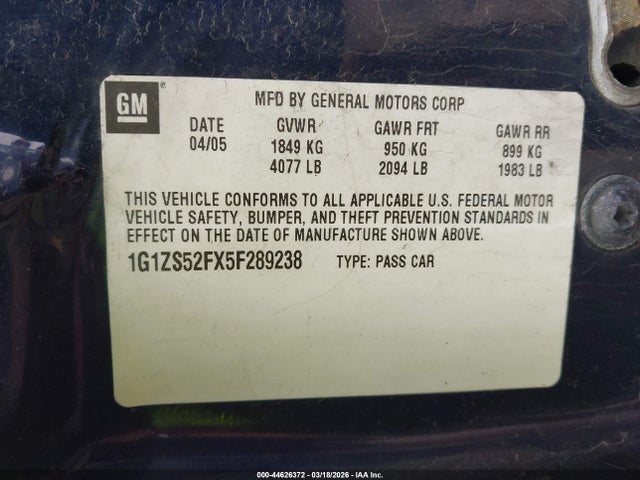 GM
®
MFD BY GENERAL MOTORS CORP
DATE GVWR GAWR FRT GAWR RR
04/05 1849 KG 950 KG 899 KG
4077 LB 2094 LB 1983 LB
THIS VEHICLE CONFORMS TO ALL APPLICABLE U.S. FEDERAL MOTOR
VEHICLE SAFETY, BUMPER, AND THEFT PREVENTION STANDARDS IN
EFFECT ON THE DATE OF MANUFACTURE SHOWN ABOVE.
1G1ZS52FX5F289238 TYPE: PASS CAR
000-44626372 | 03/18/2026 - IAA Inc.